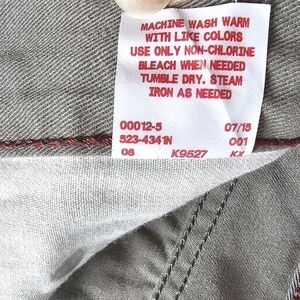 MACHINE WASH WARM
WITH LIKE COLORS
USE ONLY NON-CHLORINE
BLEACH WHEN NEEDED
TUMBLE DRY. STEAM
IRON AS NEEDED
00012-5 07/15
523-4341N 001
06 K9527 KX